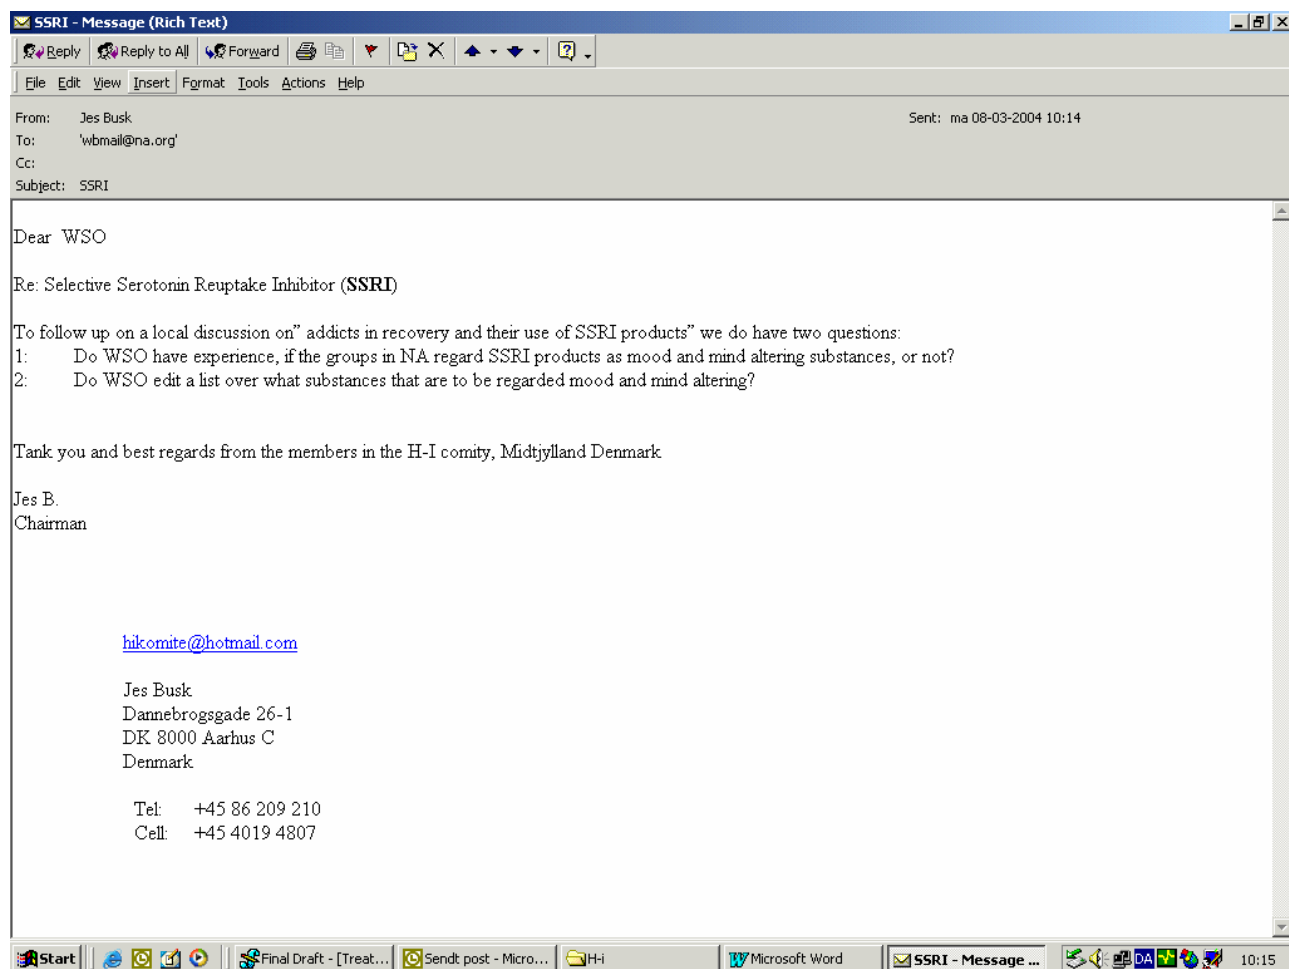 SSRI - Message (Rich Text)
Reply Reply to All Forward
File Edit View Insert Format Tools Actions Help
From: Jes Busk Sent: ma 08-03-2004 10:14
To: 'wbmail@na.org'
Cc:
Subject: SSRI
Dear WSO
Re: Selective Serotonin Reuptake Inhibitor (SSRI)
To follow up on a local discussion on” addicts in recovery and their use of SSRI products” we do have two questions:
1: Do WSO have experience, if the groups in NA regard SSRI products as mood and mind altering substances, or not?
2: Do WSO edit a list over what substances that are to be regarded mood and mind altering?
Tank you and best regards from the members in the H-I comity, Midtjylland Denmark
Jes B.
Chairman
hikomite@hotmail.com
Jes Busk
Dannebrogsgade 26-1
DK 8000 Aarhus C
Denmark
Tel: +45 86 209 210
Cell: +45 4019 4807
Start Final Draft - [Treat... Sendt post - Micro... H-i Microsoft Word SSRI - Message ... DA 10:15